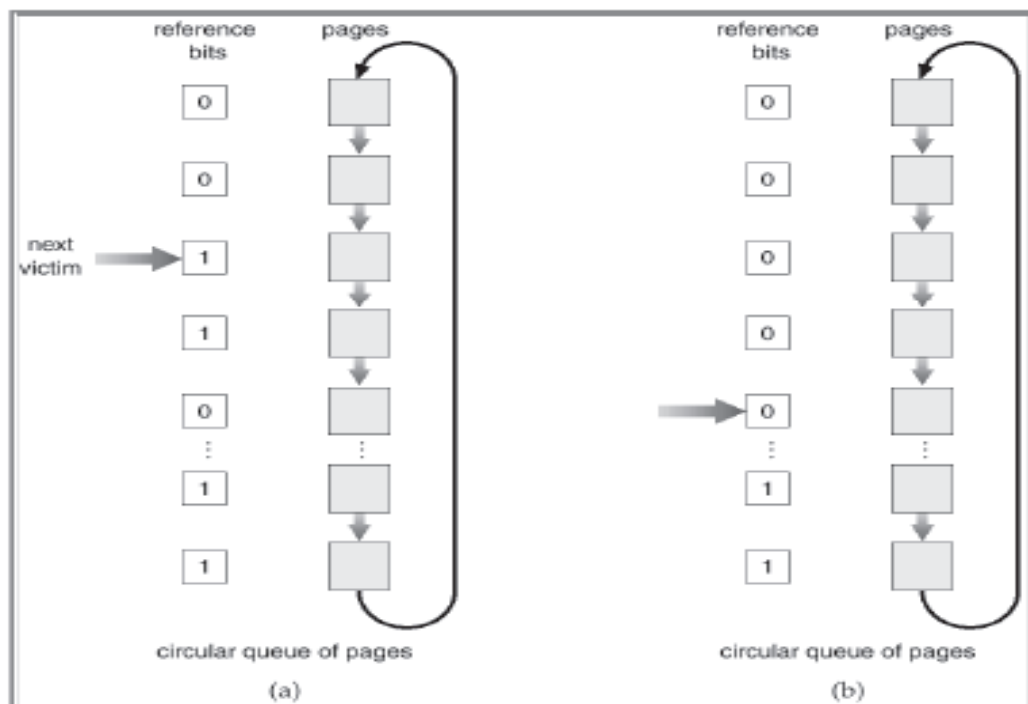 reference
bits
pages
0
0
next
victim
1
1
0
1
1
circular queue of pages
(a)
reference
bits
pages
0
0
0
0
0
1
1
circular queue of pages
(b)